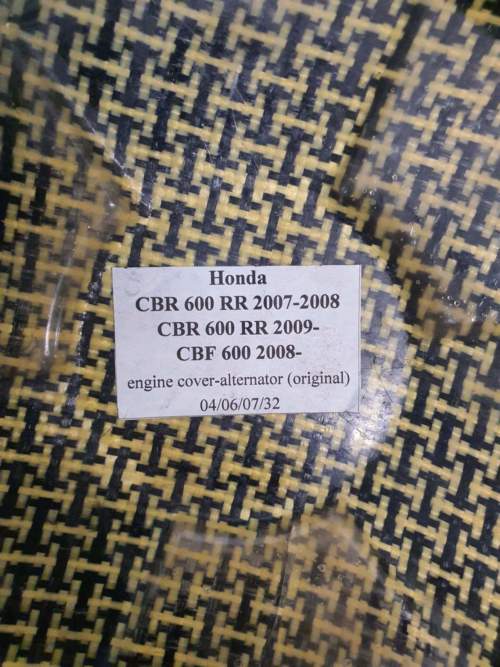 Honda
CBR 600 RR 2007-2008
CBR 600 RR 2009-
CBF 600 2008-
engine cover-alternator (original)
04/06/07/32